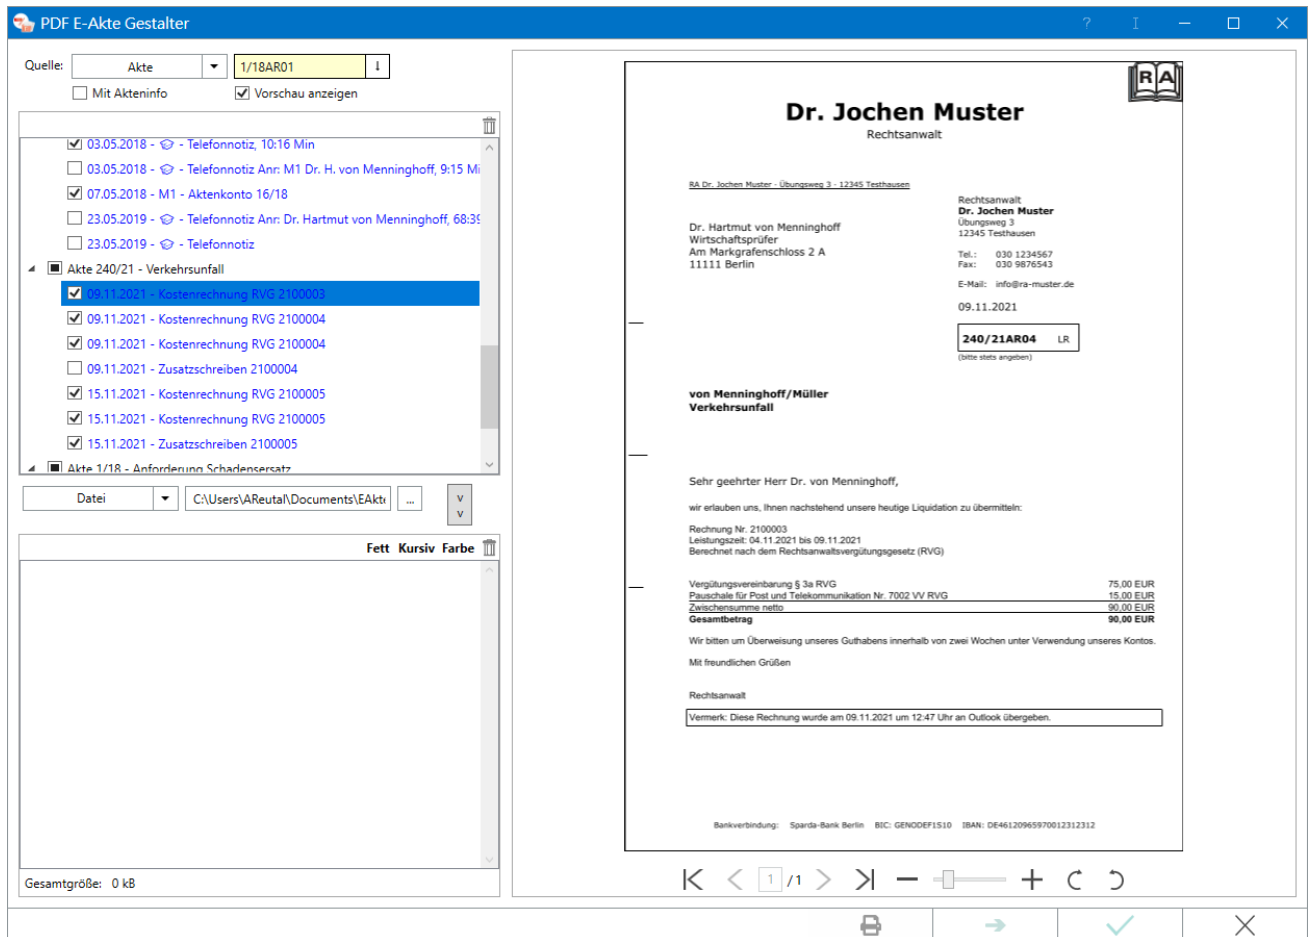 PDF E-Akte Gestalter
Quelle: Akte 1/18AR01
Mit Akteninfo Vorschau anzeigen
03.05.2018 - - Telefonnotiz, 10:16 Min
03.05.2018 - - Telefonnotiz Anr: M1 Dr. H. von Menninghoff, 9:15 Mi
07.05.2018 - M1 - Aktenkonto 16/18
23.05.2019 - - Telefonnotiz Anr: Dr. Hartmut von Menninghoff, 68:39
23.05.2019 - - Telefonnotiz
Akte 240/21 - Verkehrsunfall
09.11.2021 - Kostenrechnung RVG 2100003
09.11.2021 - Kostenrechnung RVG 2100004
09.11.2021 - Kostenrechnung RVG 2100004
09.11.2021 - Zusatzschreiben 2100004
15.11.2021 - Kostenrechnung RVG 2100005
15.11.2021 - Kostenrechnung RVG 2100005
15.11.2021 - Zusatzschreiben 2100005
Akte 1/18 - Anforderung Schadensersatz
Datei C:\Users\AReutal\Documents\EAkte ... v
v
Fett Kursiv Farbe
Gesamtgröße: 0 kB
RA
Dr. Jochen Muster
Rechtsanwalt
RA Dr. Jochen Muster - Übungsweg 3 - 12345 Testhausen
Dr. Hartmut von Menninghoff
Wirtschaftsprüfer
Am Markgrafenschloss 2 A
11111 Berlin
Rechtsanwalt
Dr. Jochen Muster
Übungsweg 3
12345 Testhausen
Tel.: 030 1234567
Fax: 030 9876543
E-Mail: info@ra-muster.de
09.11.2021
240/21AR04 LR
(bitte stets angeben)
von Menninghoff/Müller
Verkehrsunfall
Sehr geehrter Herr Dr. von Menninghoff,
wir erlauben uns, Ihnen nachstehend unsere heutige Liquidation zu übermitteln:
Rechnung Nr. 2100003
Leistungszeit: 04.11.2021 bis 09.11.2021
Berechnet nach dem Rechtsanwaltsvergütungsgesetz (RVG)
Vergütungsvereinbarung § 3a RVG 75,00 EUR
Pauschale für Post und Telekommunikation Nr. 7002 VV RVG 15,00 EUR
Zwischensumme netto 90,00 EUR
Gesamtbetrag 90,00 EUR
Wir bitten um Überweisung unseres Guthabens innerhalb von zwei Wochen unter Verwendung unseres Kontos.
Mit freundlichen Grüßen
Rechtsanwalt
Vermerk: Diese Rechnung wurde am 09.11.2021 um 12:47 Uhr an Outlook übergeben.
Bankverbindung: Sparda-Bank Berlin BIC: GENODEF1S10 IBAN: DE46120965970012312312
1 /1